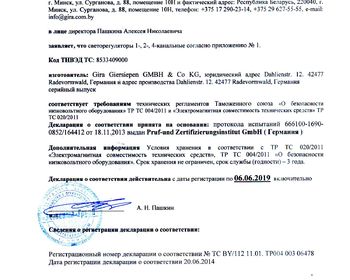 г. Минск, ул. Сурганова, д. 88, помещение 10Н и фактический адрес: Республика Беларусь, 220040, г.
Минск, ул. Сурганова, д. 88, помещение 10Н, телефон: +375 17 290-23-14, +375 29 627-55-55, e-mail:
info@gira.com.by
в лице директора Пашкина Алексея Николаевича
заявляет, что светорегуляторы 1-, 2-, 4-канальные согласно приложению № 1.
Код ТНВЭД ТС: 8533409000
изготовитель: Gira Giersiepen GMBH & Co KG, юридический адрес Dahlienstr. 12. 42477
Radevormwald, Германия и адрес производства Dahlienstr. 12. 42477 Radevormwald, Германия
серийный выпуск
соответствует требованиям технических регламентов Таможенного союза «О безопасности
низковольтного оборудования» ТР ТС 004/2011 и «Электромагнитная совместимость технических средств» ТР
ТС 020/2011
Декларация о соответствии принята на основании: протокола испытаний 666100-1690-
0852/164412 от 18.11.2013 выдан Pruf-und Zertifizierungsinstitut GmbH ( Германия )
Дополнительная информация Условия хранения в соответствии с ТР ТС 020/2011
«Электромагнитная совместимость технических средств», ТР ТС 004/2011 «О безопасности
низковольтного оборудования». Срок хранения не ограничен, срок службы (годности) – 3 года.
Декларация о соответствии действительна с даты регистрации по 06.06.2019 включительно
А. Н. Пашкин
Сведения о регистрации декларации о соответствии:
Регистрационный номер декларации о соответствии № ТС BY/112 11.01. ТР004 003 06478
Дата регистрации декларации о соответствии 20.06.2014